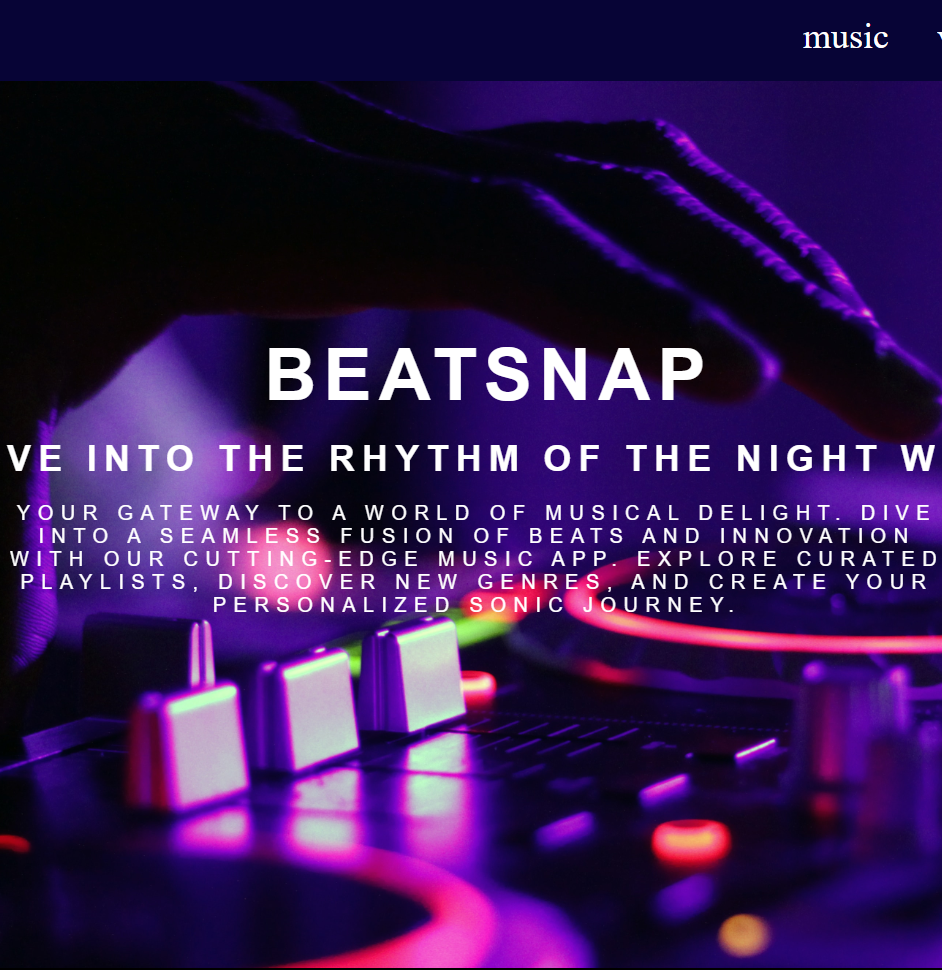 music
BEATSNAP
VE INTO THE RHYTHM OF THE NIGHT W
YOUR GATEWAY TO A WORLD OF MUSICAL DELIGHT. DIVE
INTO A SEAMLESS FUSION OF BEATS AND INNOVATION
WITH OUR CUTTING-EDGE MUSIC APP. EXPLORE CURATED
PLAYLISTS, DISCOVER NEW GENRES, AND CREATE YOUR
PERSONALIZED SONIC JOURNEY.